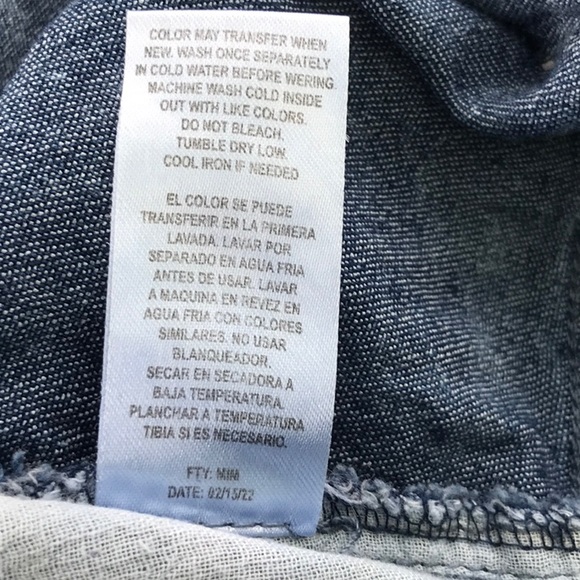 COLOR MAY TRANSFER WHEN
NEW. WASH ONCE SEPARATELY
IN COLD WATER BEFORE WERING.
MACHINE WASH COLD INSIDE
OUT WITH LIKE COLORS.
DO NOT BLEACH.
TUMBLE DRY LOW.
COOL IRON IF NEEDED
EL COLOR SE PUEDE
TRANSFERIR EN LA PRIMERA
LAVADA. LAVAR POR
SEPARADO EN AGUA FRIA
ANTES DE USAR. LAVAR
A MAQUINA EN REVEZ EN
AGUA FRIA CON COLORES
SIMILARES. NO USAR
BLANQUEADOR.
SECAR EN SECADORA A
BAJA TEMPERATURA.
PLANCHAR A TEMPERATURA
TIBIA SI ES NECESARIO.
FTY: MIM
DATE: 02/15/22